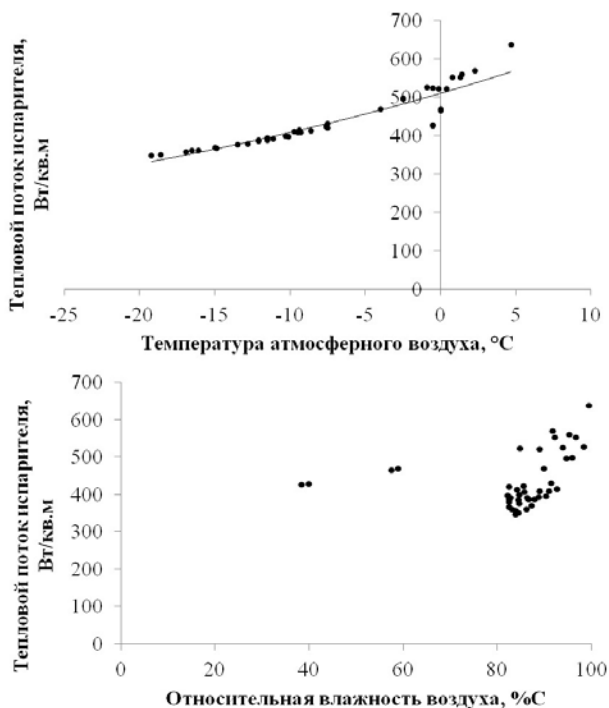 Тепловой поток испарителя,
Вт/кв.м
700
600
500
400
300
200
100
0
-25 -20 -15 -10 -5 0 5 10
Температура атмосферного воздуха, °С
Тепловой поток испарителя,
Вт/кв.м
700
600
500
400
300
200
100
0
0 20 40 60 80 100
Относительная влажность воздуха, %С